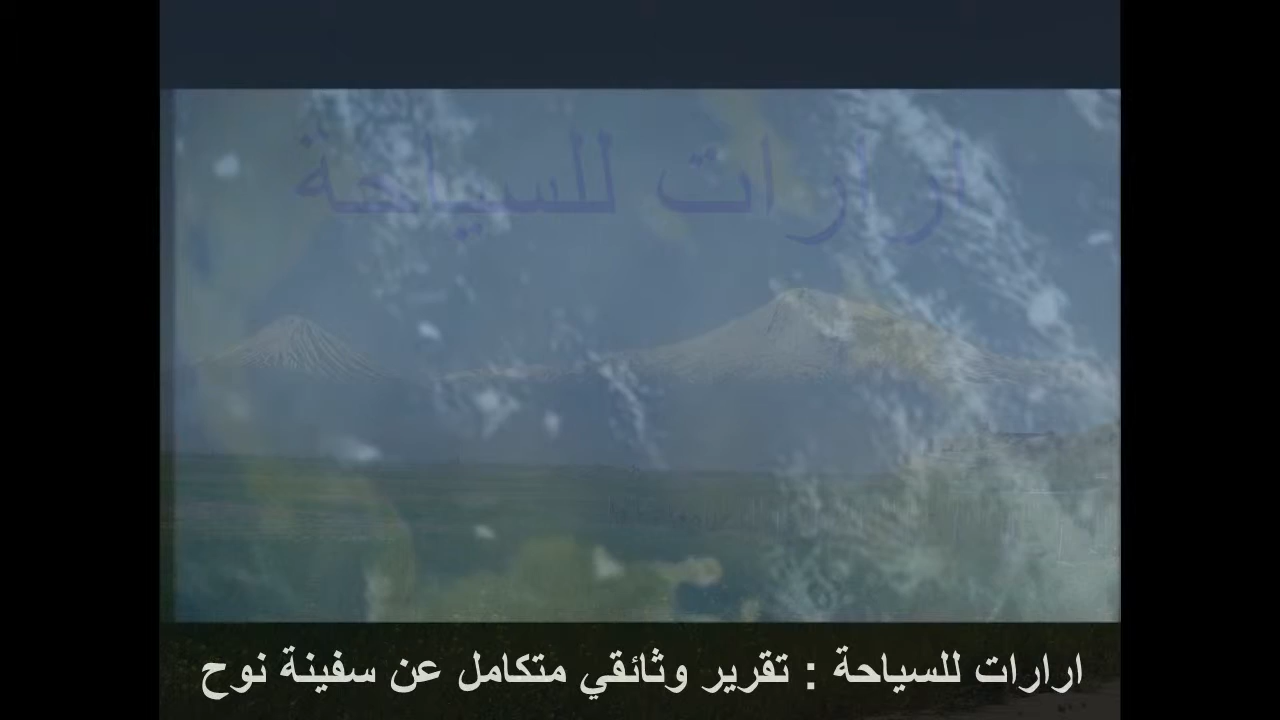 ارارات للسياحة
ارارات للسياحة : تقرير وثائقي متكامل عن سفينة نوح